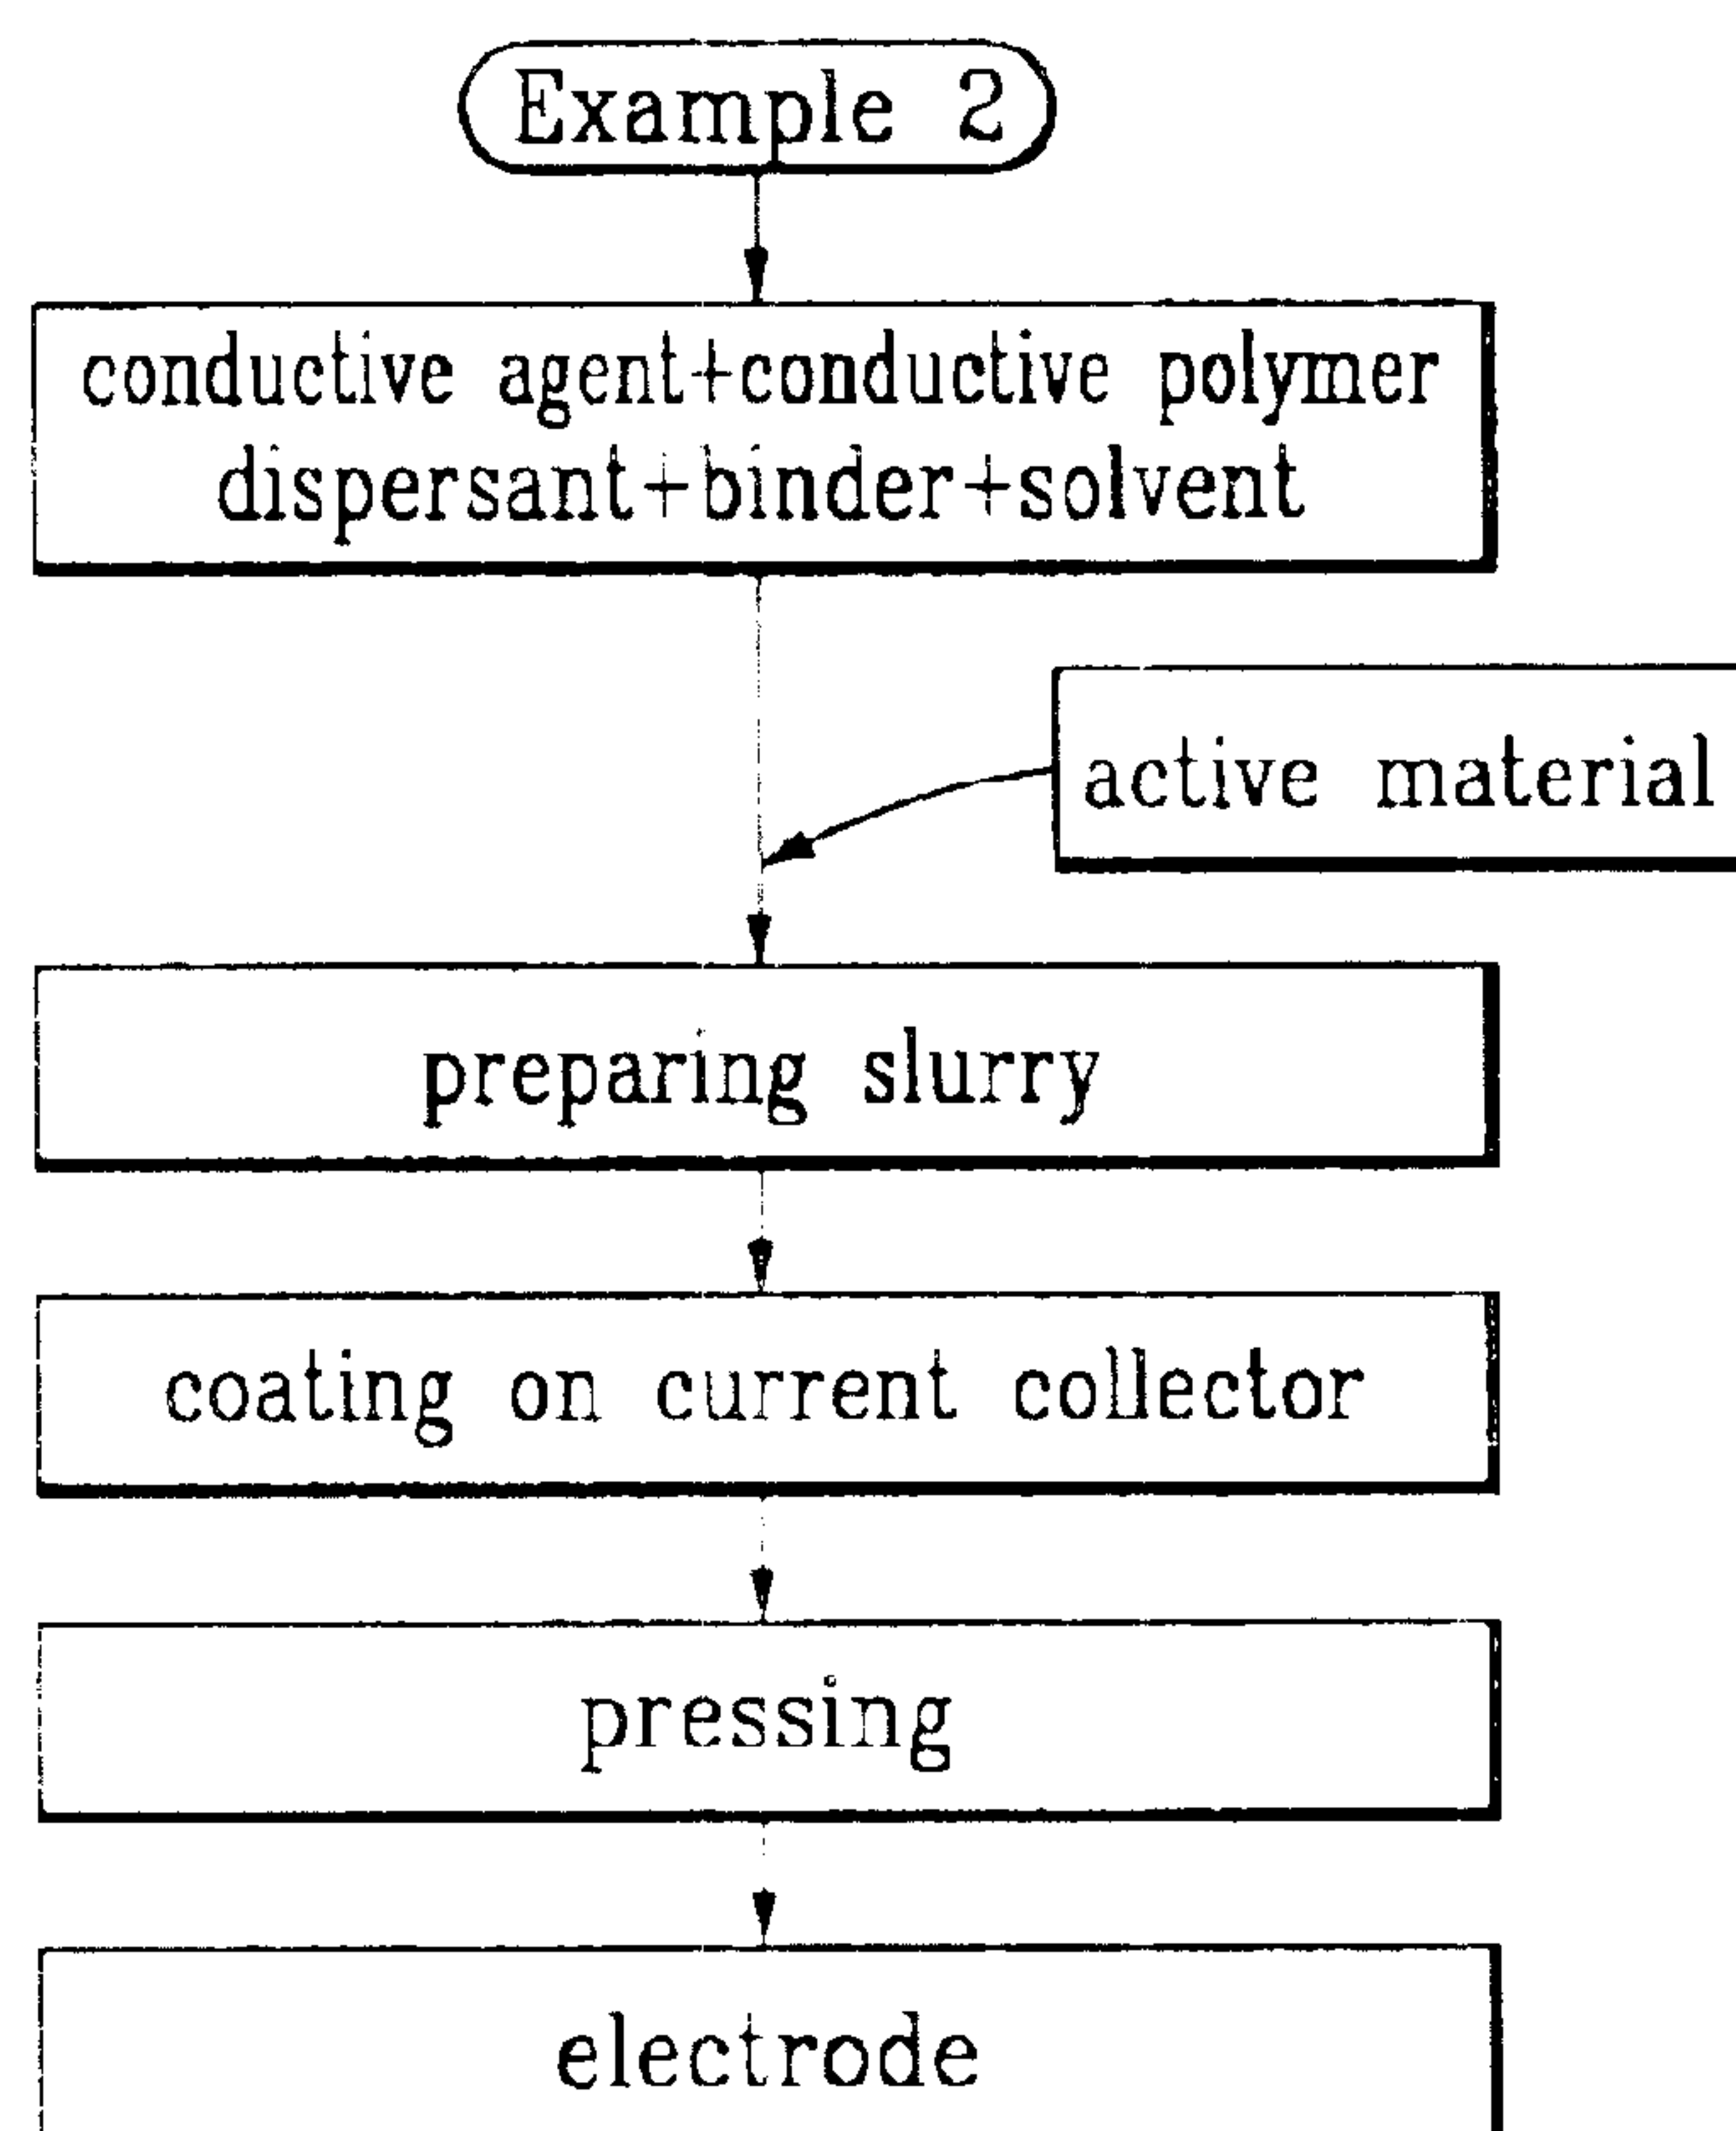 Example 2
conductive agent+conductive polymer
dispersant+binder+solvent
active material
preparing slurry
coating on current collector
pressing
electrode